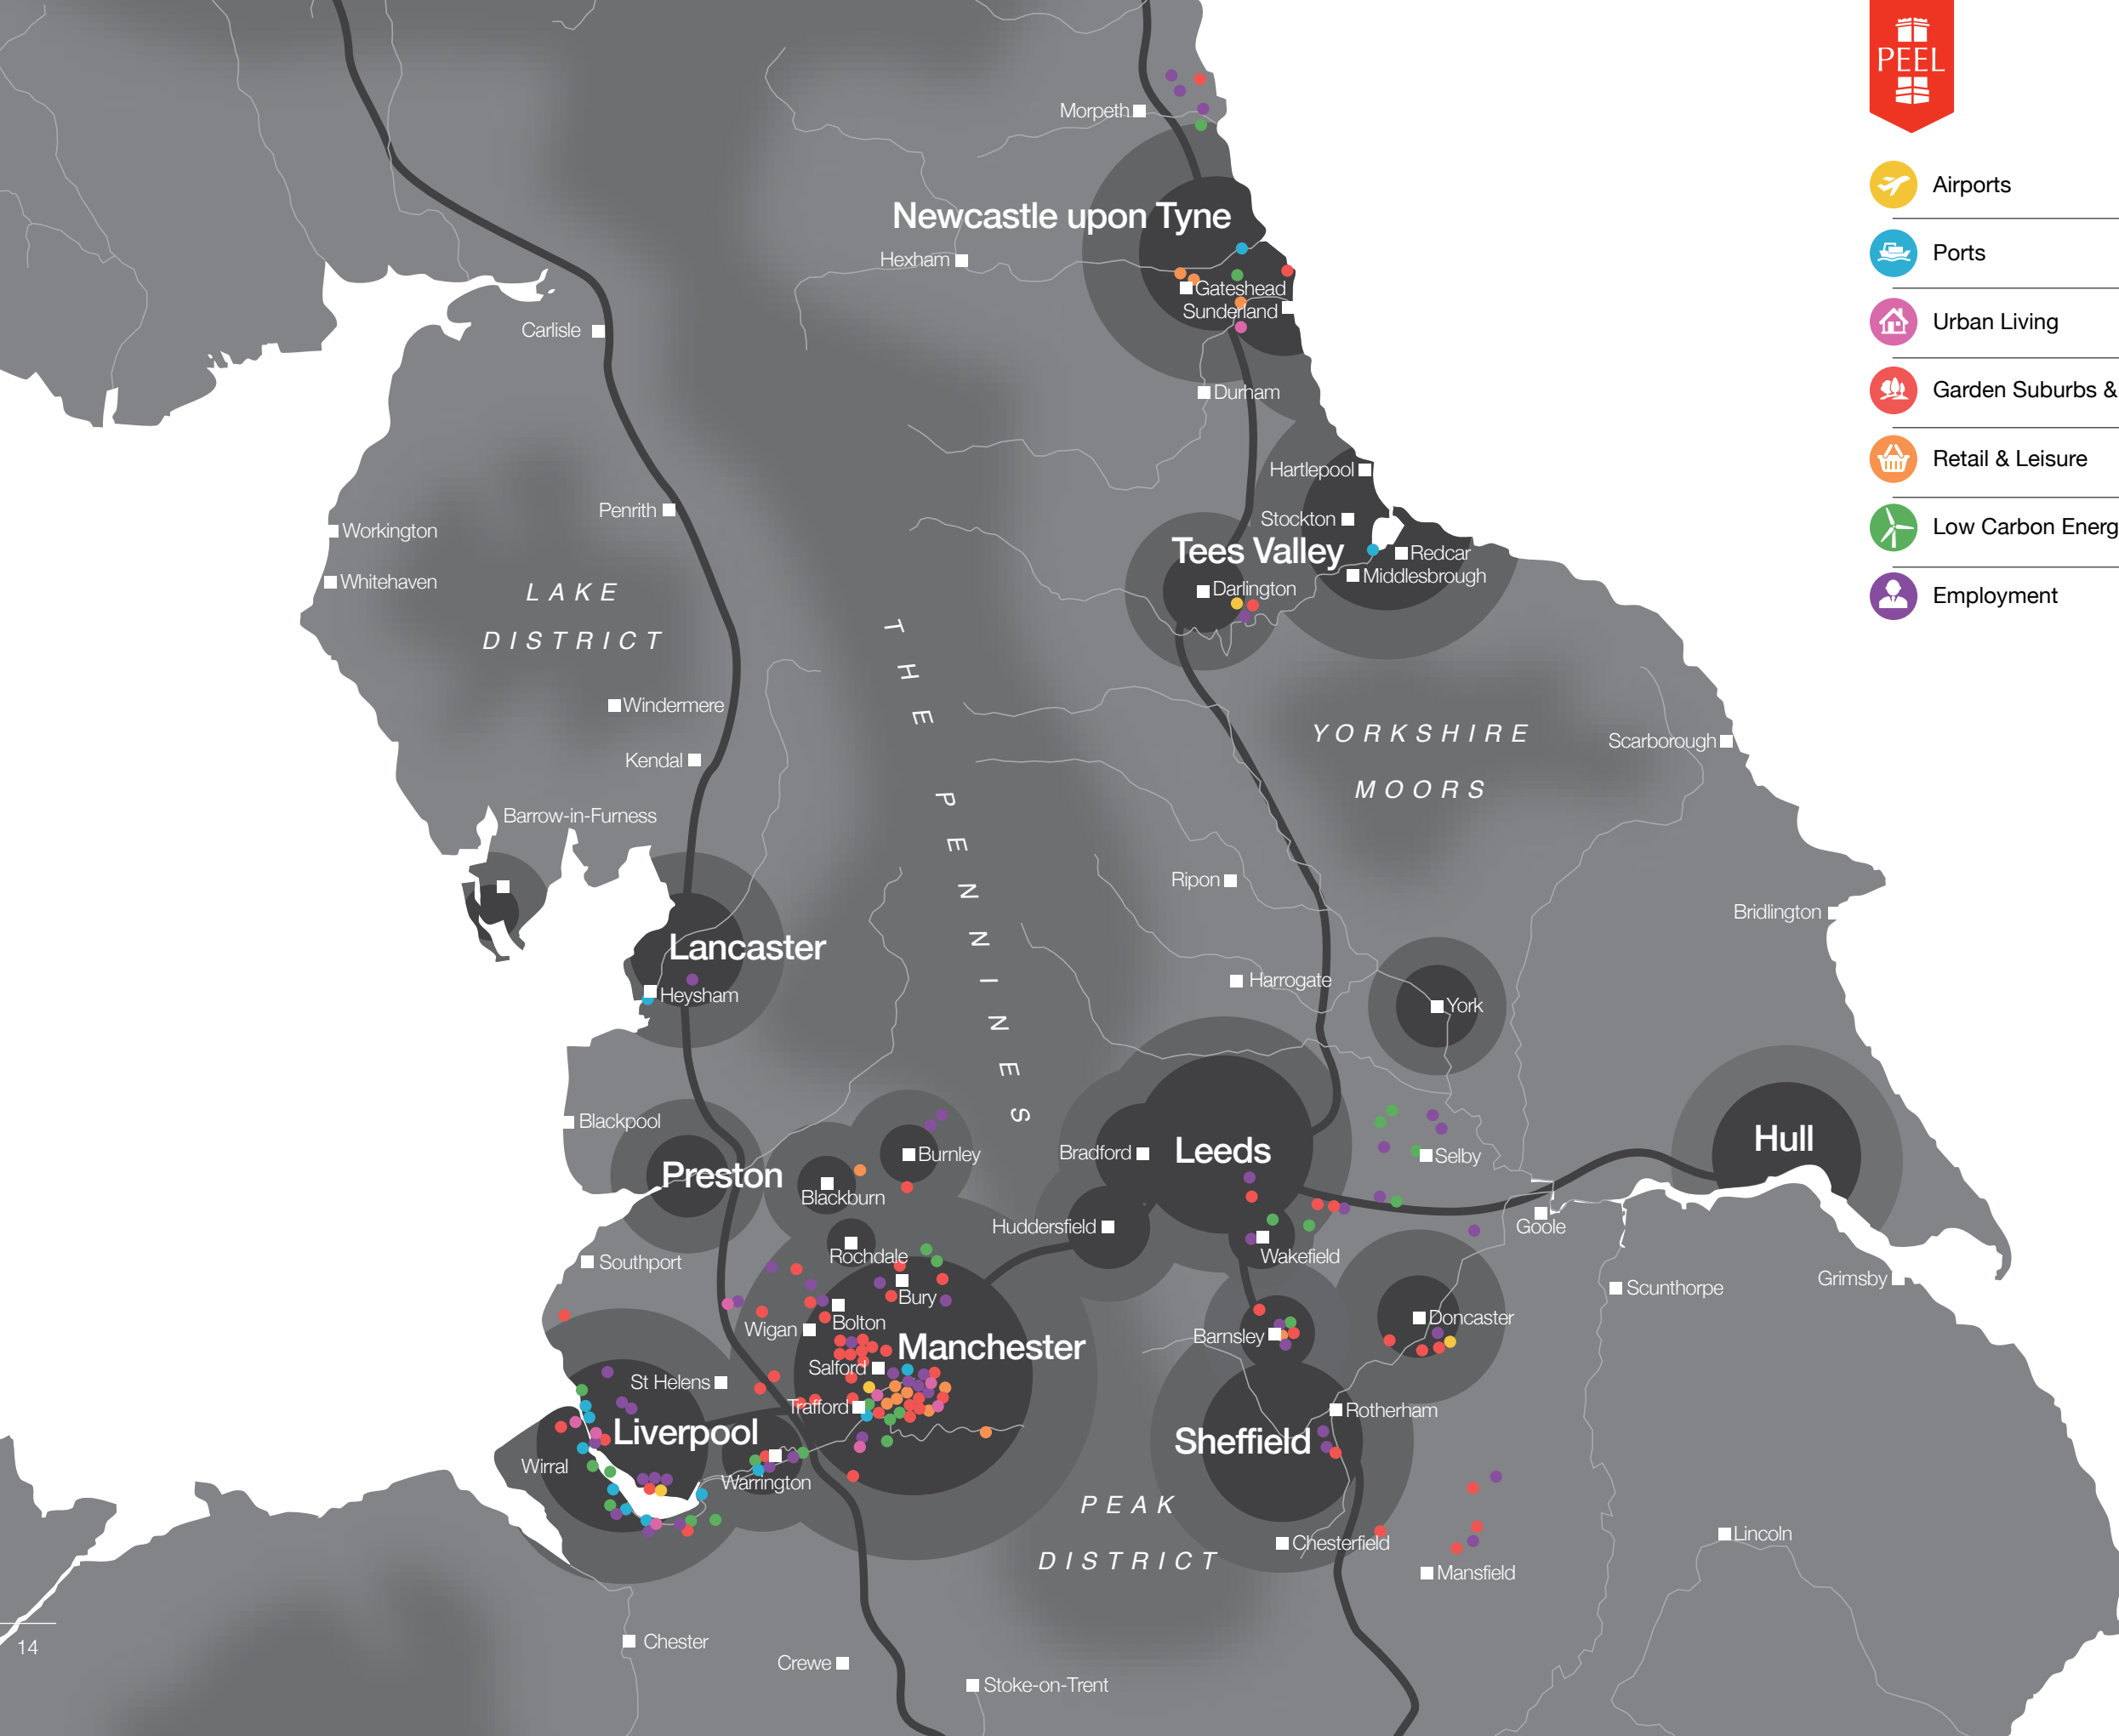 PEEL
Airports
Ports
Urban Living
Garden Suburbs &
Retail & Leisure
Low Carbon Energ
Employment
Morpeth
Newcastle upon Tyne
Hexham
Gateshead
Sunderland
Carlisle
Durham
Hartlepool
Penrith
Stockton
Workington
Tees Valley
Redcar
Middlesbrough
Whitehaven
Darlington
LAKE
DISTRICT
THE PENNINES
Windermere
YORKSHIRE
MOORS
Scarborough
Kendal
Barrow-in-Furness
Ripon
Bridlington
Lancaster
Heysham
Harrogate
York
Blackpool
Preston
Burnley
Blackburn
Bradford
Leeds
Selby
Hull
Huddersfield
Goole
Rochdale
Wakefield
Southport
Bury
Scunthorpe
Grimsby
Bolton
Wigan
Manchester
Barnsley
Doncaster
Salford
St Helens
Trafford
Rotherham
Liverpool
Sheffield
Wirral
Warrington
PEAK
DISTRICT
Chesterfield
Lincoln
Mansfield
Chester
Crewe
Stoke-on-Trent
14